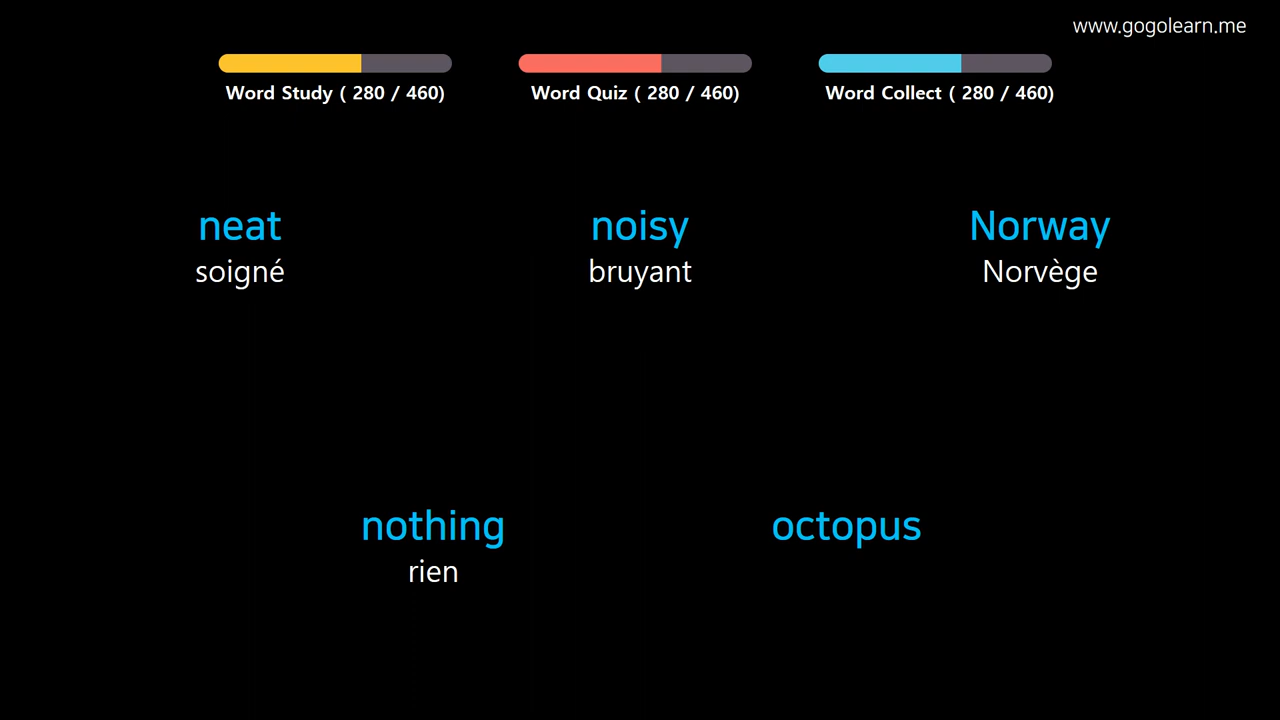 www.gogolearn.me
Word Study ( 280 / 460)
Word Quiz ( 280 / 460)
Word Collect ( 280 / 460)
neat
soigné
noisy
bruyant
Norway
Norvège
nothing
rien
octopus